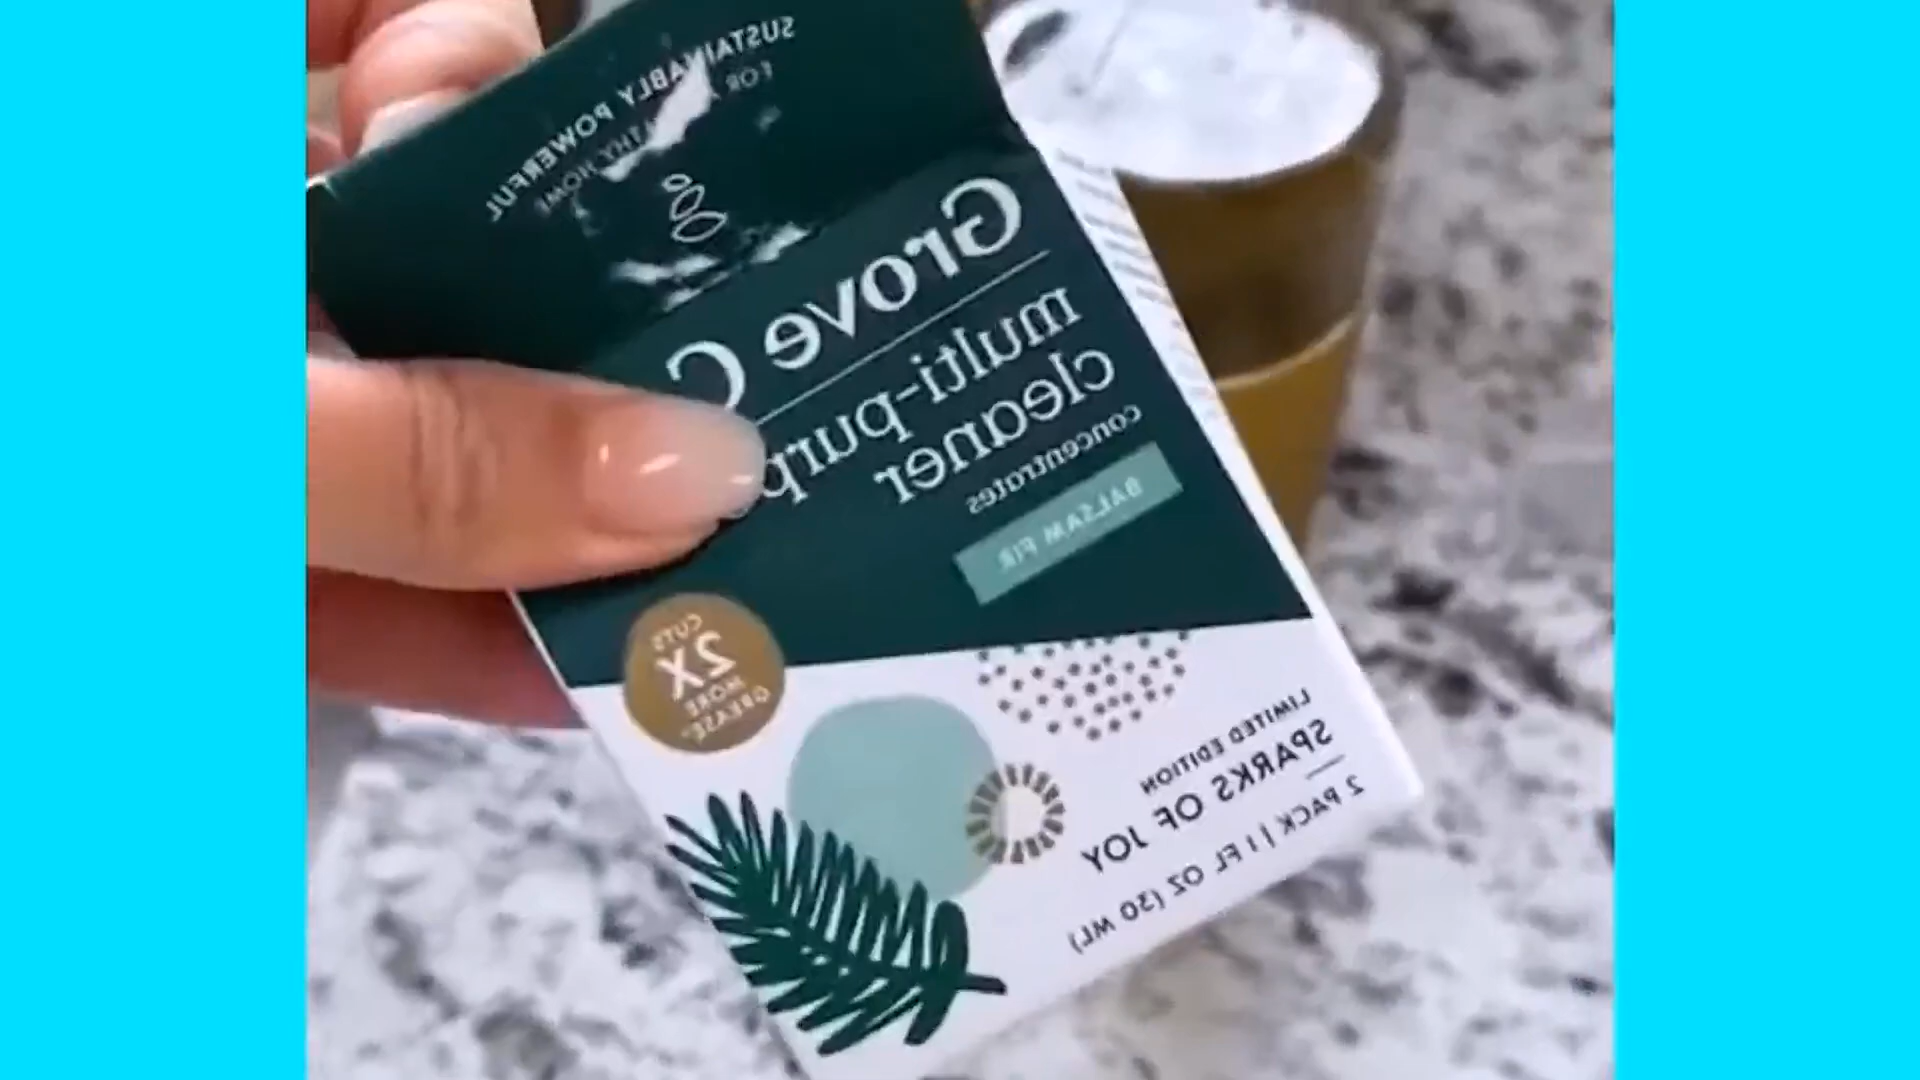 SUSTAINABLY POWERFUL
FOR A
HOME
Grove C
multi-purp
cleaner
concentrates
BALSAM FIR
CUTS
2X
MORE
GREASE*
LIMITED EDITION
SPARKS OF JOY
2 PACK | 1 FL OZ (30 ML)